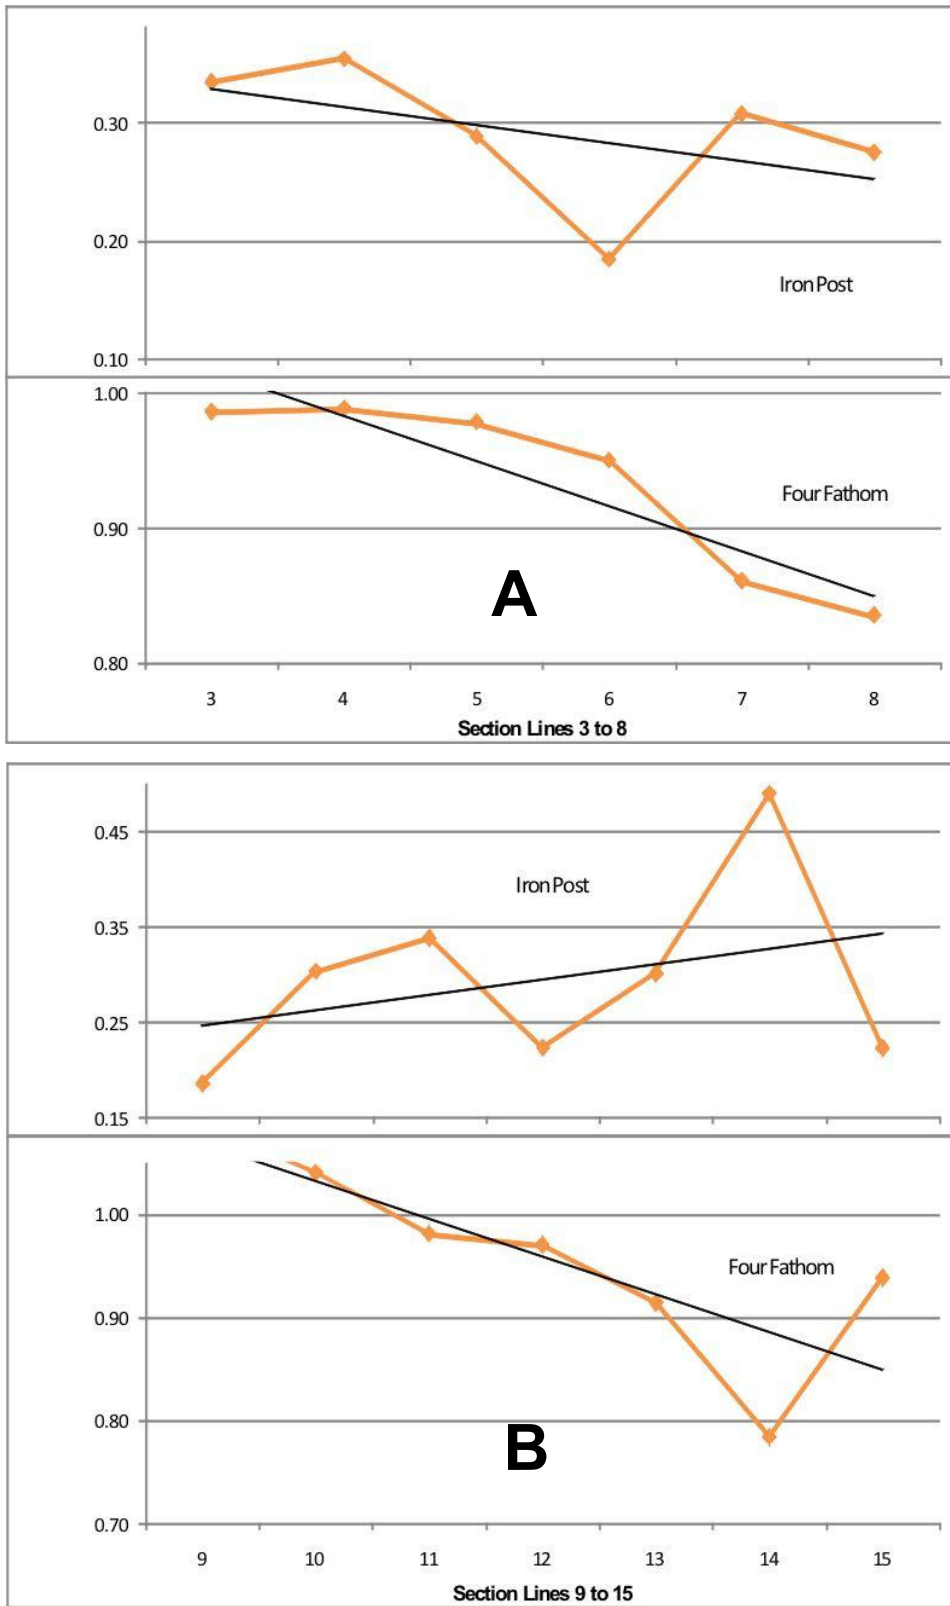 0.30
0.20
Iron Post
0.10
1.00
Four Fathom
0.90
A
0.80
3 4 5 6 7 8
Section Lines 3 to 8
0.45
Iron Post
0.35
0.25
0.15
1.00
Four Fathom
0.90
0.80
B
0.70
9 10 11 12 13 14 15
Section Lines 9 to 15